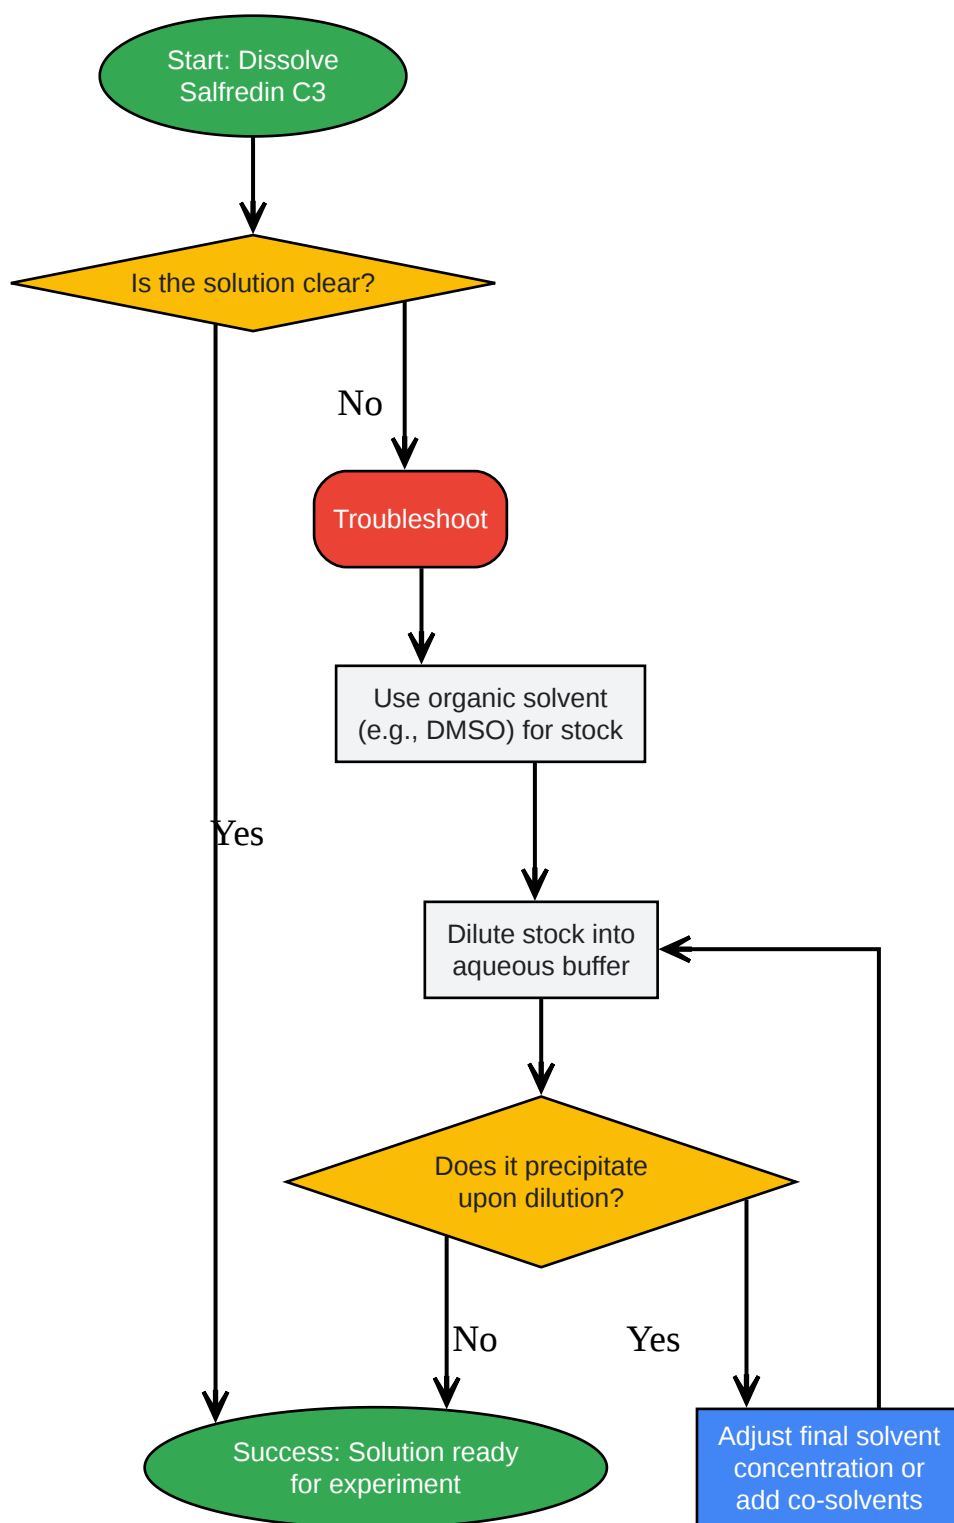 Start: Dissolve
Salfredin C3
Is the solution clear?
No
Troubleshoot
Use organic solvent
(e.g., DMSO) for stock
Yes
Dilute stock into
aqueous buffer
Does it precipitate
upon dilution?
No
Yes
Success: Solution ready
for experiment
Adjust final solvent
concentration or
add co-solvents